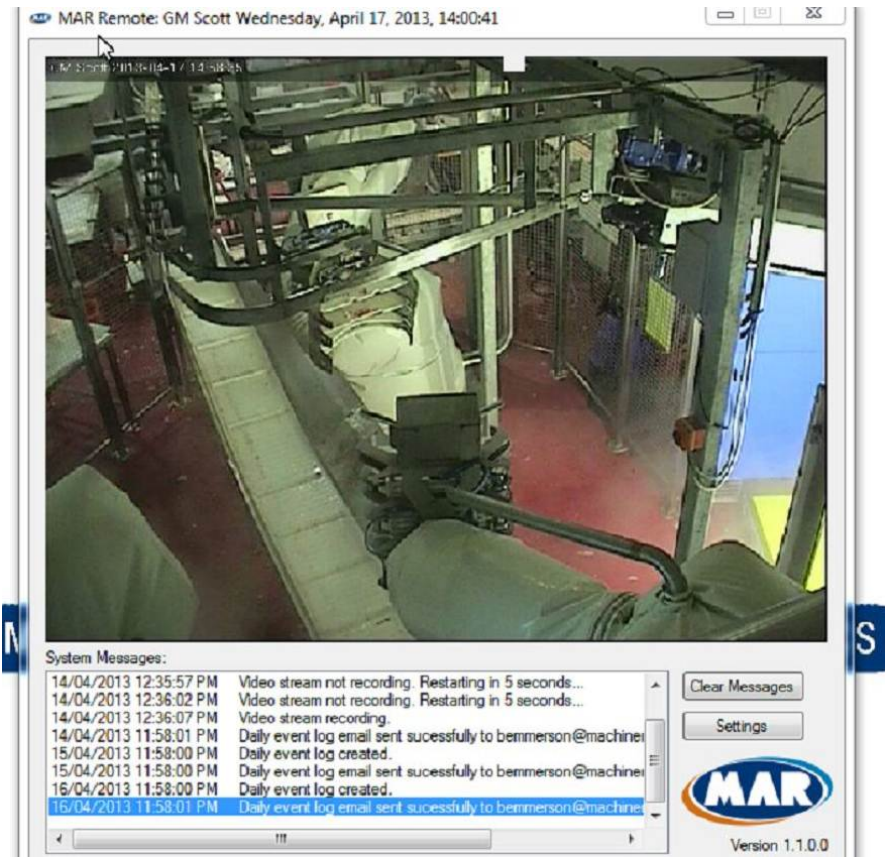 MAR Remote: GM Scott Wednesday, April 17, 2013, 14:00:41
System Messages:
14/04/2013 12:35:57 PM Video stream not recording. Restarting in 5 seconds...
14/04/2013 12:36:02 PM Video stream not recording. Restarting in 5 seconds...
14/04/2013 12:36:07 PM Video stream recording.
14/04/2013 11:58:01 PM Daily event log email sent sucessfully to bemmerson@machiner
15/04/2013 11:58:00 PM Daily event log created.
15/04/2013 11:58:00 PM Daily event log email sent sucessfully to bemmerson@machiner
16/04/2013 11:58:00 PM Daily event log created.
16/04/2013 11:58:01 PM Daily event log email sent sucessfully to bemmerson@machiner
Clear Messages
Settings
MAR
Version 1.1.0.0